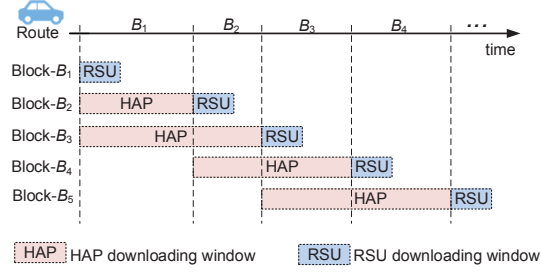 B1 B2 B3 B4 ...
Route
time
Block-B1 RSU
Block-B2 HAP RSU
Block-B3 HAP RSU
Block-B4 HAP RSU
Block-B5 HAP RSU
HAP HAP downloading window RSU RSU downloading window